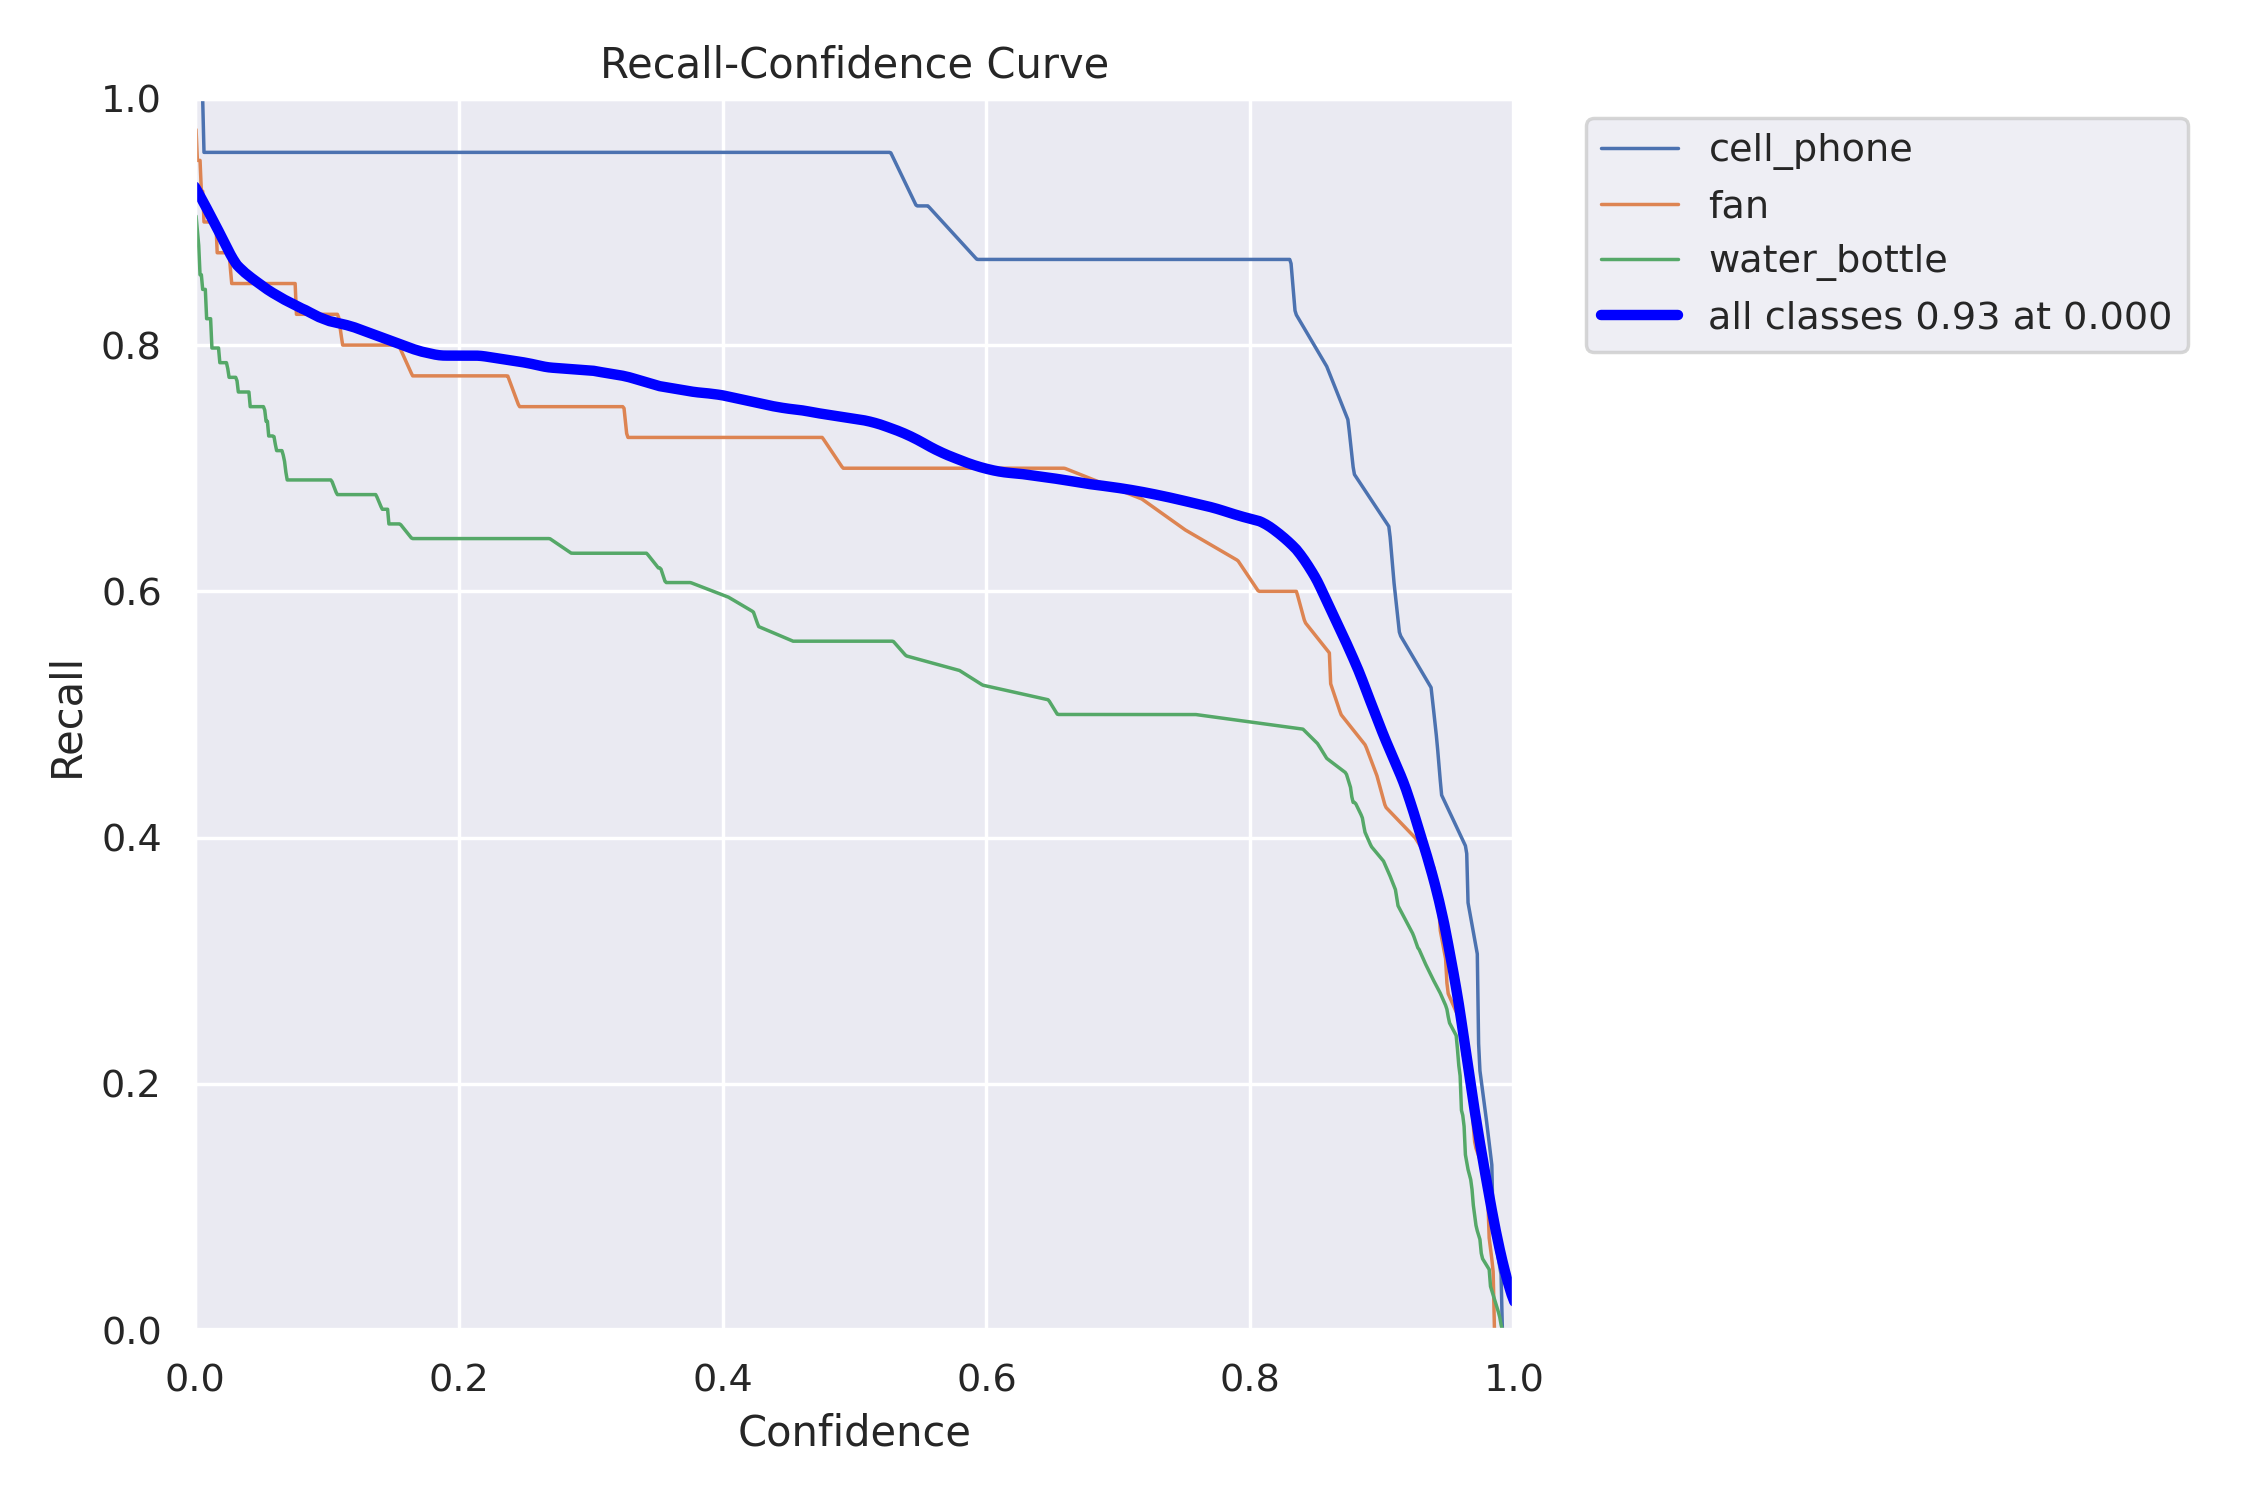 Recall-Confidence Curve
1.0
0.8
0.6
0.4
0.2
0.0
Recall
0.0 0.2 0.4 0.6 0.8 1.0
Confidence
cell_phone
fan
water_bottle
all classes 0.93 at 0.000